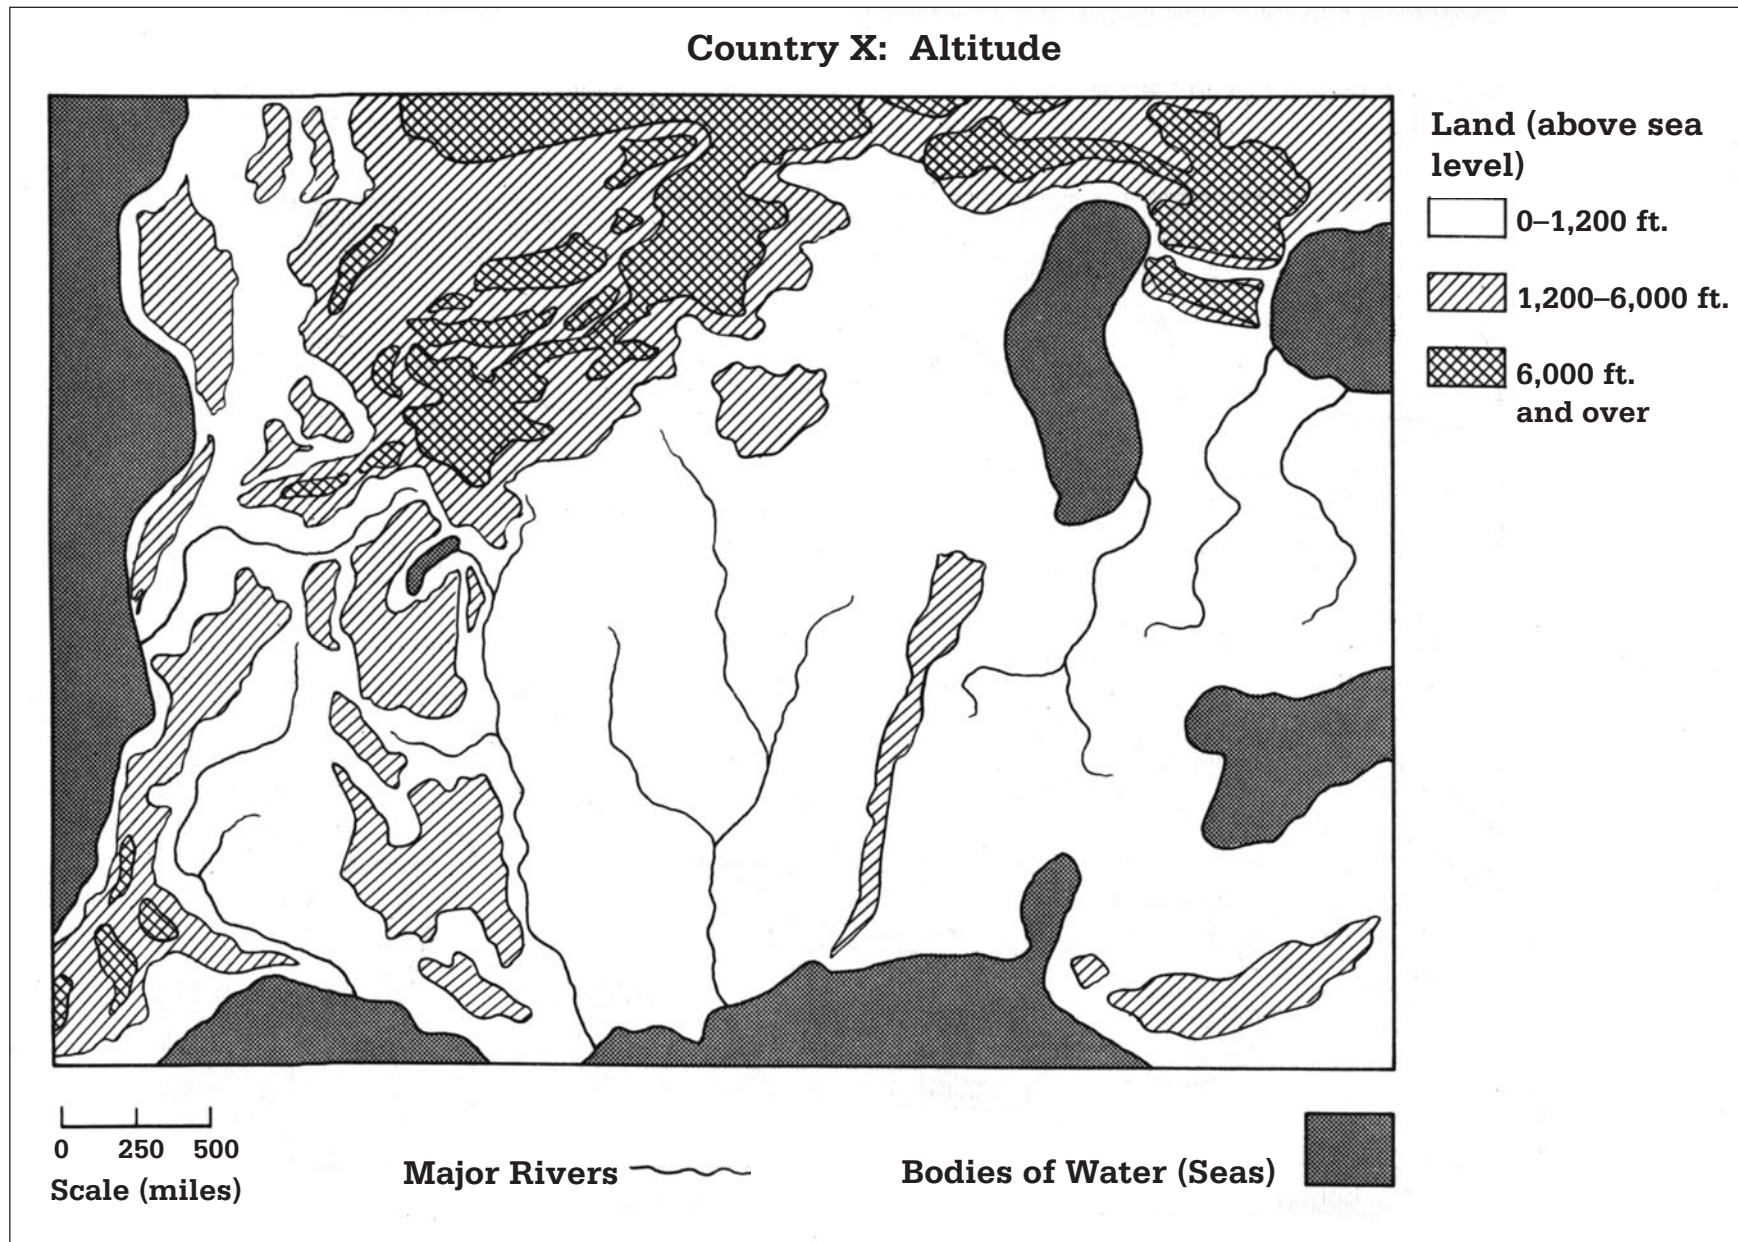 Country X: Altitude
Land (above sea
level)
0–1,200 ft.
1,200–6,000 ft.
6,000 ft.
and over
0 250 500
Scale (miles)
Major Rivers
Bodies of Water (Seas)